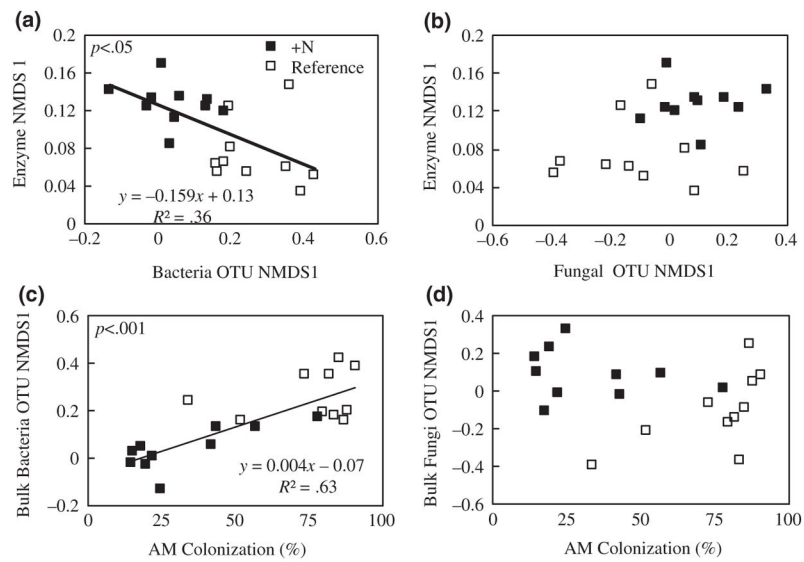 (a)
p<.05
+N
Reference
0.2
0.16
0.12
0.08
0.04
0
Enzyme NMDS 1
y = –0.159x + 0.13
R² = .36
–0.2 0 0.2 0.4 0.6
Bacteria OTU NMDS1
(b)
0.2
0.16
0.12
0.08
0.04
0
Enzyme NMDS 1
–0.6 –0.4 –0.2 0 0.2 0.4
Fungal OTU NMDS1
(c)
p<.001
0.6
0.4
0.2
0
–0.2
Bulk Bacteria OTU NMDS1
y = 0.004x – 0.07
R² = .63
0 25 50 75 100
AM Colonization (%)
(d)
0.4
0.2
0
–0.2
–0.4
–0.6
Bulk Fungi OTU NMDS1
0 25 50 75 100
AM Colonization (%)